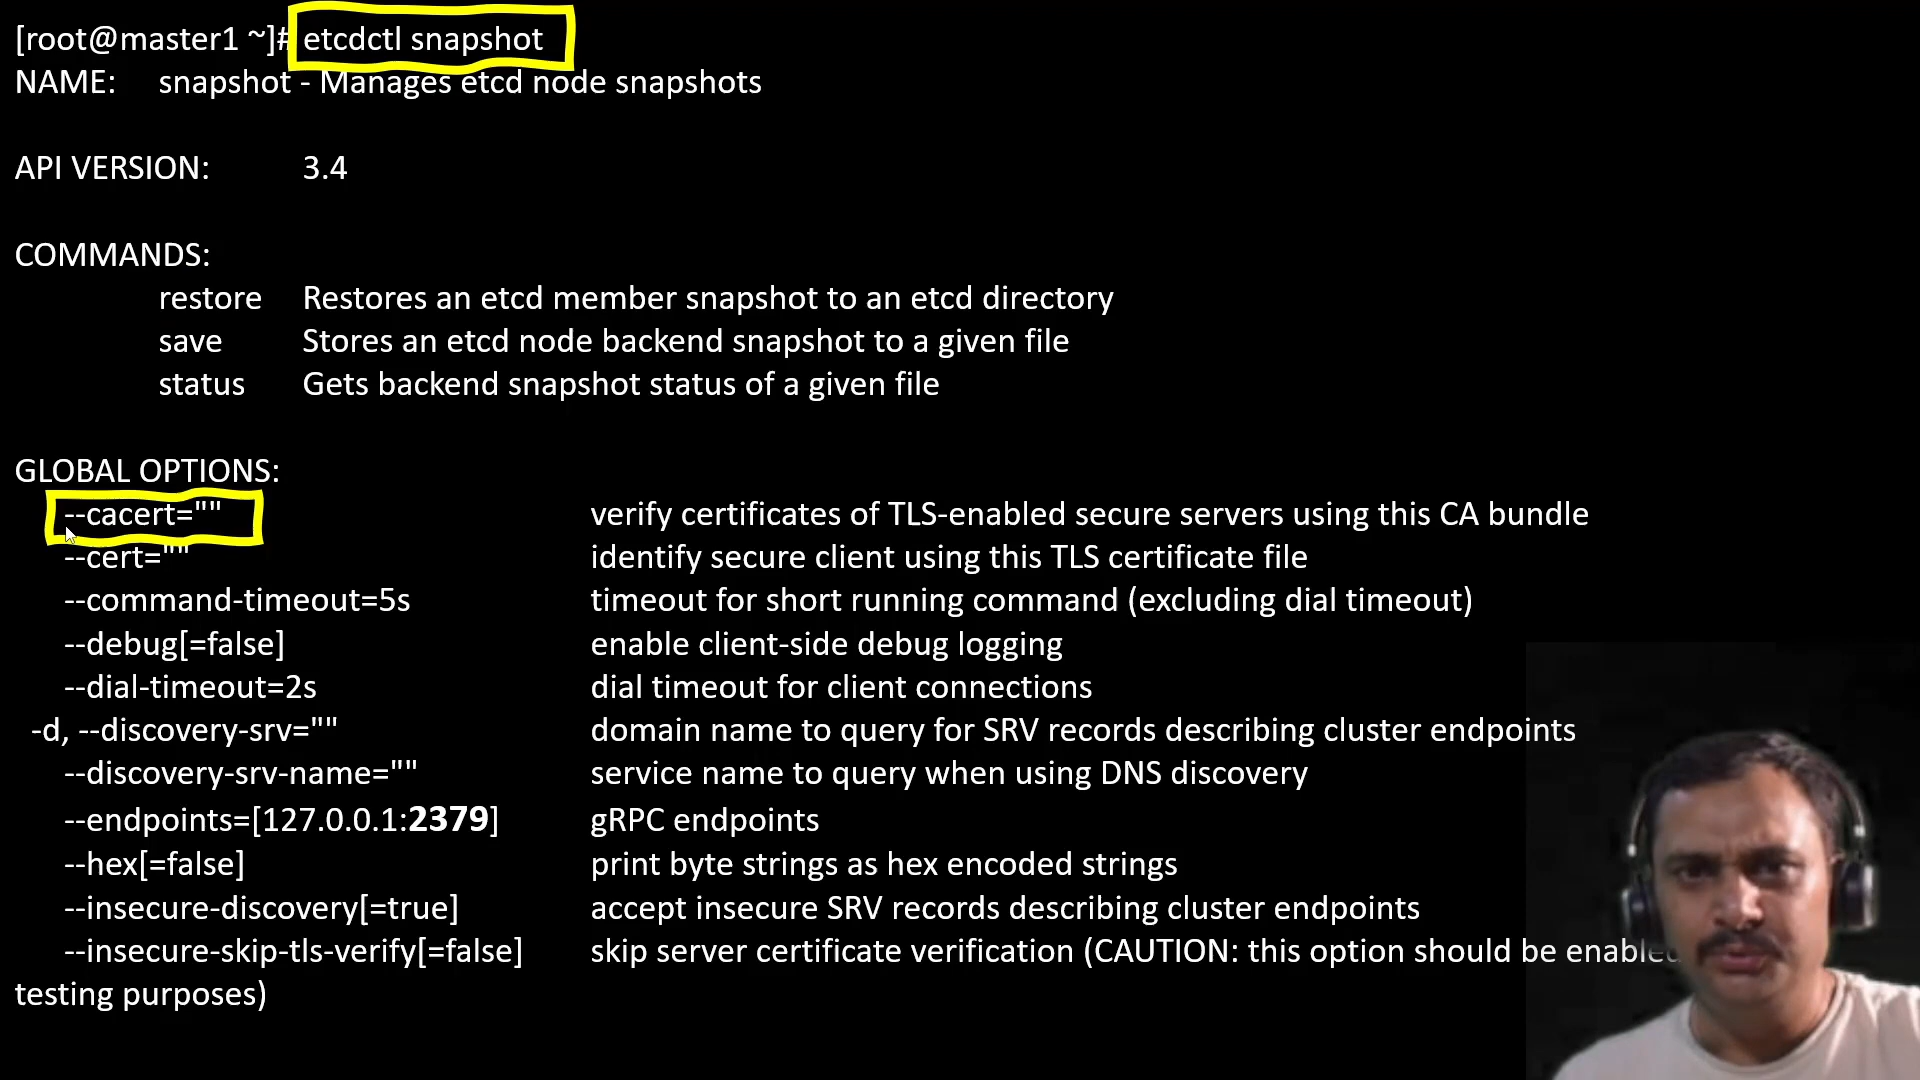 [root@master1 ~]# etcdctl snapshot
NAME: snapshot - Manages etcd node snapshots
API VERSION: 3.4
COMMANDS:
restore Restores an etcd member snapshot to an etcd directory
save Stores an etcd node backend snapshot to a given file
status Gets backend snapshot status of a given file
GLOBAL OPTIONS:
--cacert="" verify certificates of TLS-enabled secure servers using this CA bundle
--cert="" identify secure client using this TLS certificate file
--command-timeout=5s timeout for short running command (excluding dial timeout)
--debug[=false] enable client-side debug logging
--dial-timeout=2s dial timeout for client connections
-d, --discovery-srv="" domain name to query for SRV records describing cluster endpoints
--discovery-srv-name="" service name to query when using DNS discovery
--endpoints=[127.0.0.1:2379] gRPC endpoints
--hex[=false] print byte strings as hex encoded strings
--insecure-discovery[=true] accept insecure SRV records describing cluster endpoints
--insecure-skip-tls-verify[=false] skip server certificate verification (CAUTION: this option should be enabled
testing purposes)